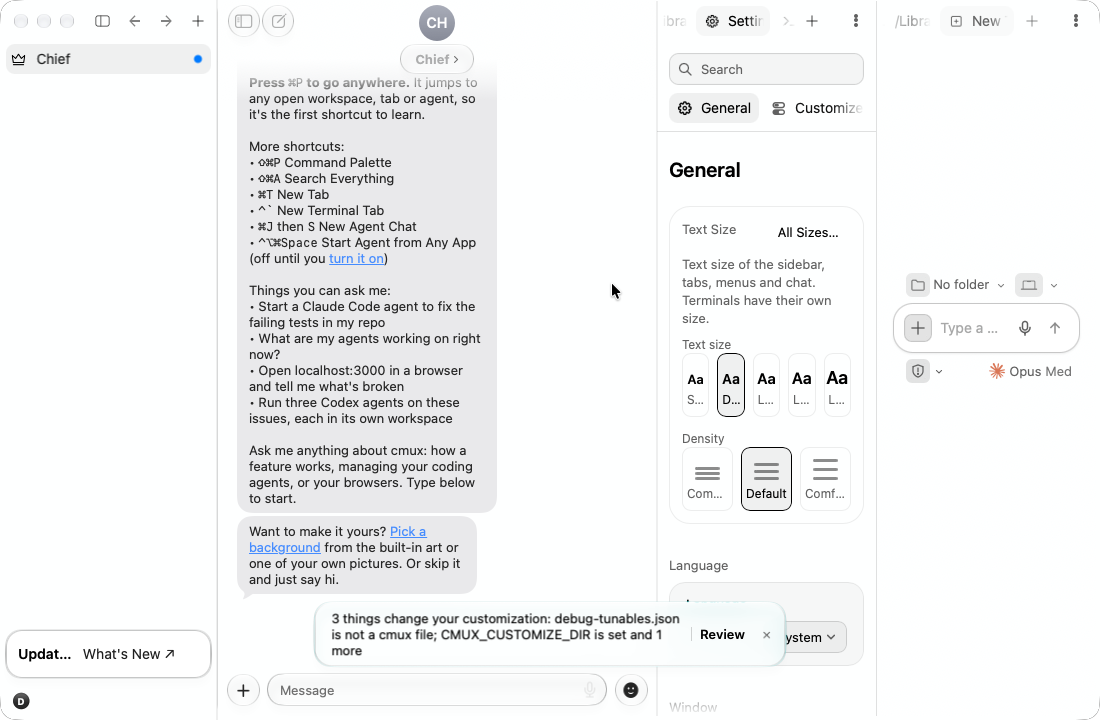 Chief
Updat... What's New ↗
D
CH
Chief ›
Press ⌘P to go anywhere. It jumps to
any open workspace, tab or agent, so
it's the first shortcut to learn.
More shortcuts:
• ⇧⌘P Command Palette
• ⇧⌘A Search Everything
• ⌘T New Tab
• ^` New Terminal Tab
• ⌘J then S New Agent Chat
• ^⌥⌘Space Start Agent from Any App
(off until you turn it on)
Things you can ask me:
• Start a Claude Code agent to fix the
failing tests in my repo
• What are my agents working on right
now?
• Open localhost:3000 in a browser
and tell me what's broken
• Run three Codex agents on these
issues, each in its own workspace
Ask me anything about cmux: how a
feature works, managing your coding
agents, or your browsers. Type below
to start.
Want to make it yours? Pick a
background from the built-in art or
one of your own pictures. Or skip it
and just say hi.
3 things change your customization: debug-tunables.json
is not a cmux file; CMUX_CUSTOMIZE_DIR is set and 1
more
Review ×
Message
Settin
Search
General Customize
General
Text Size All Sizes...
Text size of the sidebar,
tabs, menus and chat.
Terminals have their own
size.
Text size
Aa Aa Aa Aa Aa
S... D... L... L... L...
Density
Com... Default Comf...
Language
ystem
Window
/Libra New
No folder
Type a ...
Opus Med